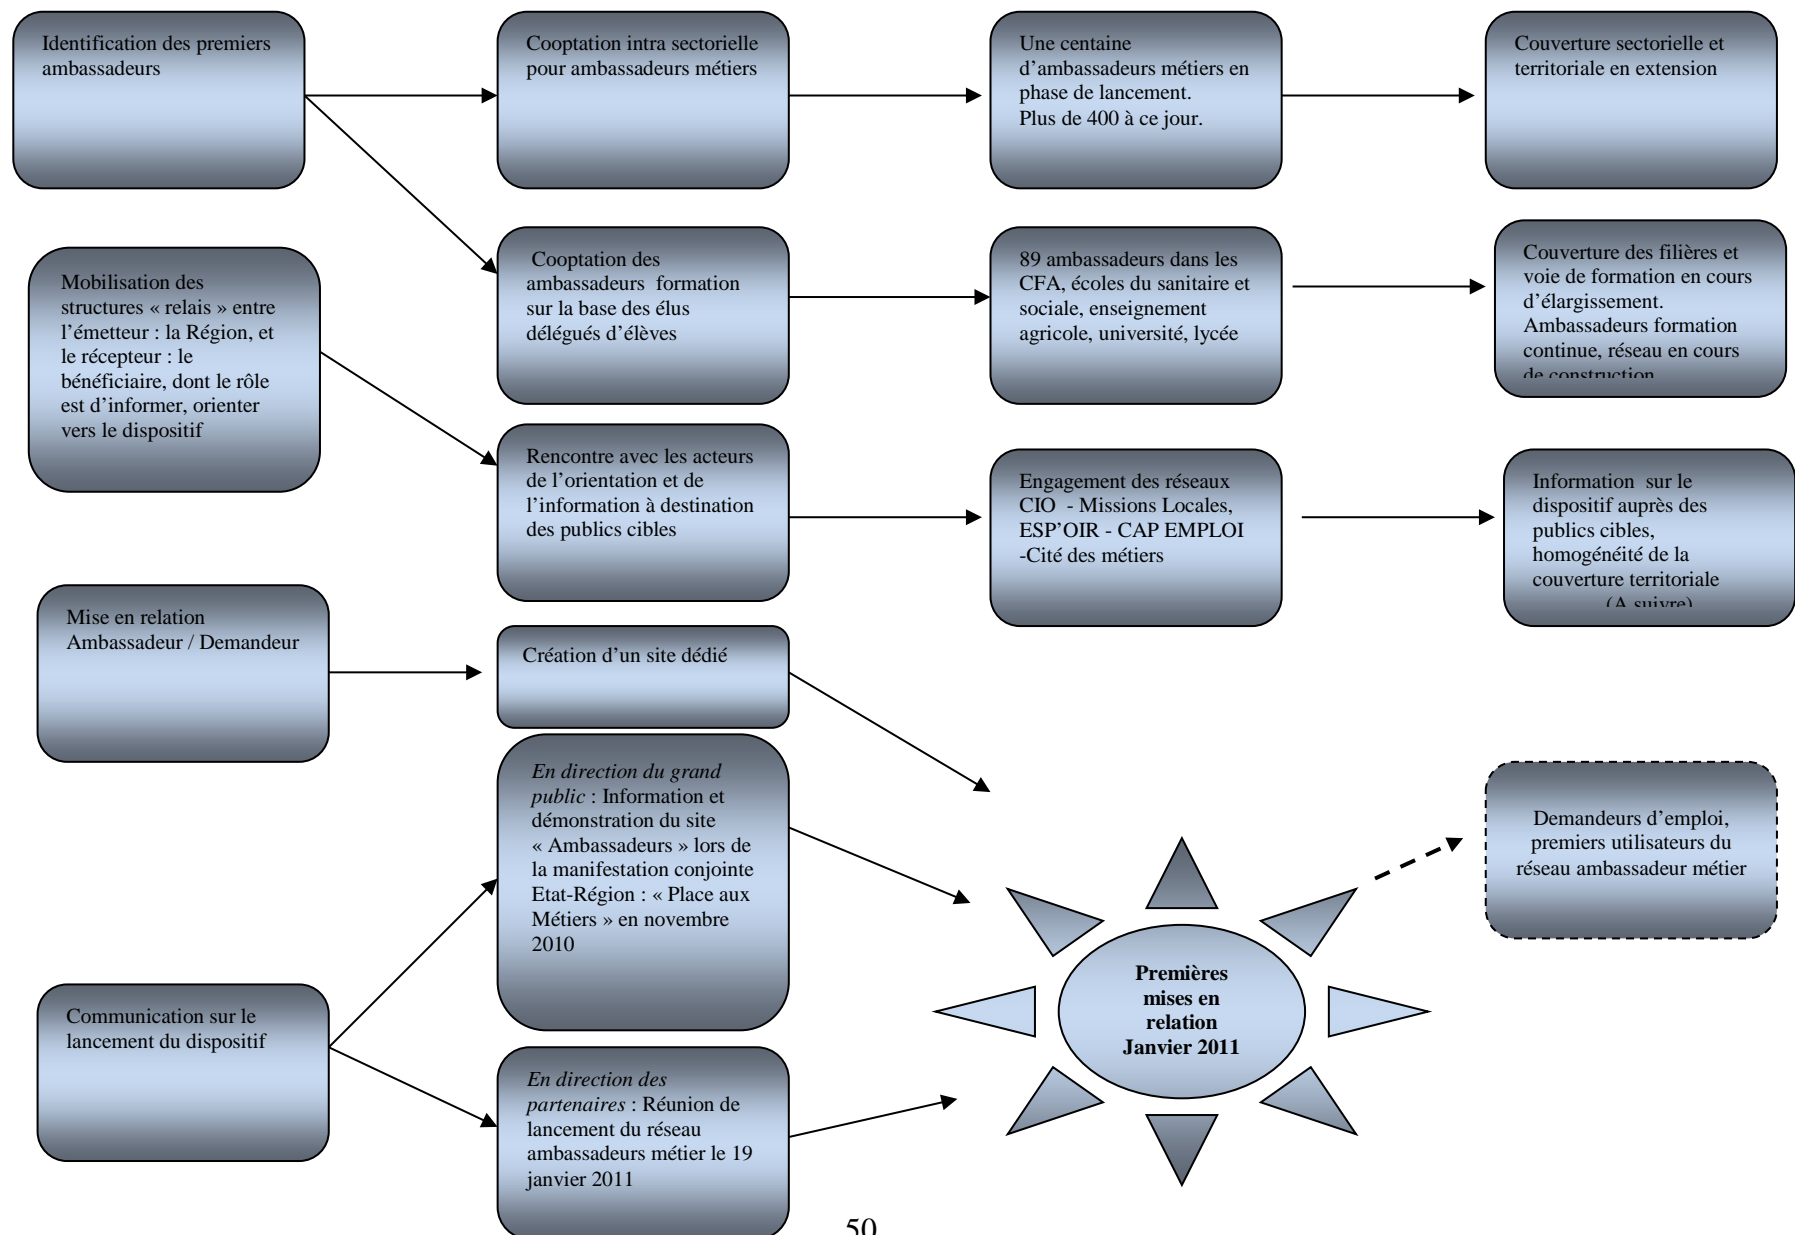 Identification des premiers
ambassadeurs
Cooptation intra sectorielle
pour ambassadeurs métiers
Une centaine
d’ambassadeurs métiers en
phase de lancement.
Plus de 400 à ce jour.
Couverture sectorielle et
territoriale en extension
Mobilisation des
structures « relais » entre
l’émetteur : la Région, et
le récepteur : le
bénéficiaire, dont le rôle
est d’informer, orienter
vers le dispositif
Cooptation des
ambassadeurs formation
sur la base des élus
délégués d’élèves
89 ambassadeurs dans les
CFA, écoles du sanitaire et
sociale, enseignement
agricole, université, lycée
Couverture des filières et
voie de formation en cours
d’élargissement.
Ambassadeurs formation
continue, réseau en cours
de construction
Rencontre avec les acteurs
de l’orientation et de
l’information à destination
des publics cibles
Engagement des réseaux
CIO - Missions Locales,
ESP’OIR - CAP EMPLOI
-Cité des métiers
Information sur le
dispositif auprès des
publics cibles,
homogénéité de la
couverture territoriale
(A suivre)
Mise en relation
Ambassadeur / Demandeur
Création d’un site dédié
En direction du grand
public : Information et
démonstration du site
« Ambassadeurs » lors de
la manifestation conjointe
Etat-Région : « Place aux
Métiers » en novembre
2010
Demandeurs d’emploi,
premiers utilisateurs du
réseau ambassadeur métier
Premières
mises en
relation
Janvier 2011
Communication sur le
lancement du dispositif
En direction des
partenaires : Réunion de
lancement du réseau
ambassadeurs métier le 19
janvier 2011
50